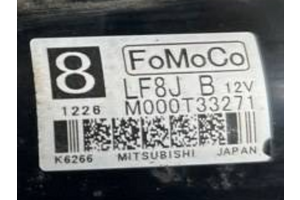 8 FoMoCo
LF8J B 12V
1226 M000T33271
K6266 MITSUBISHI JAPAN